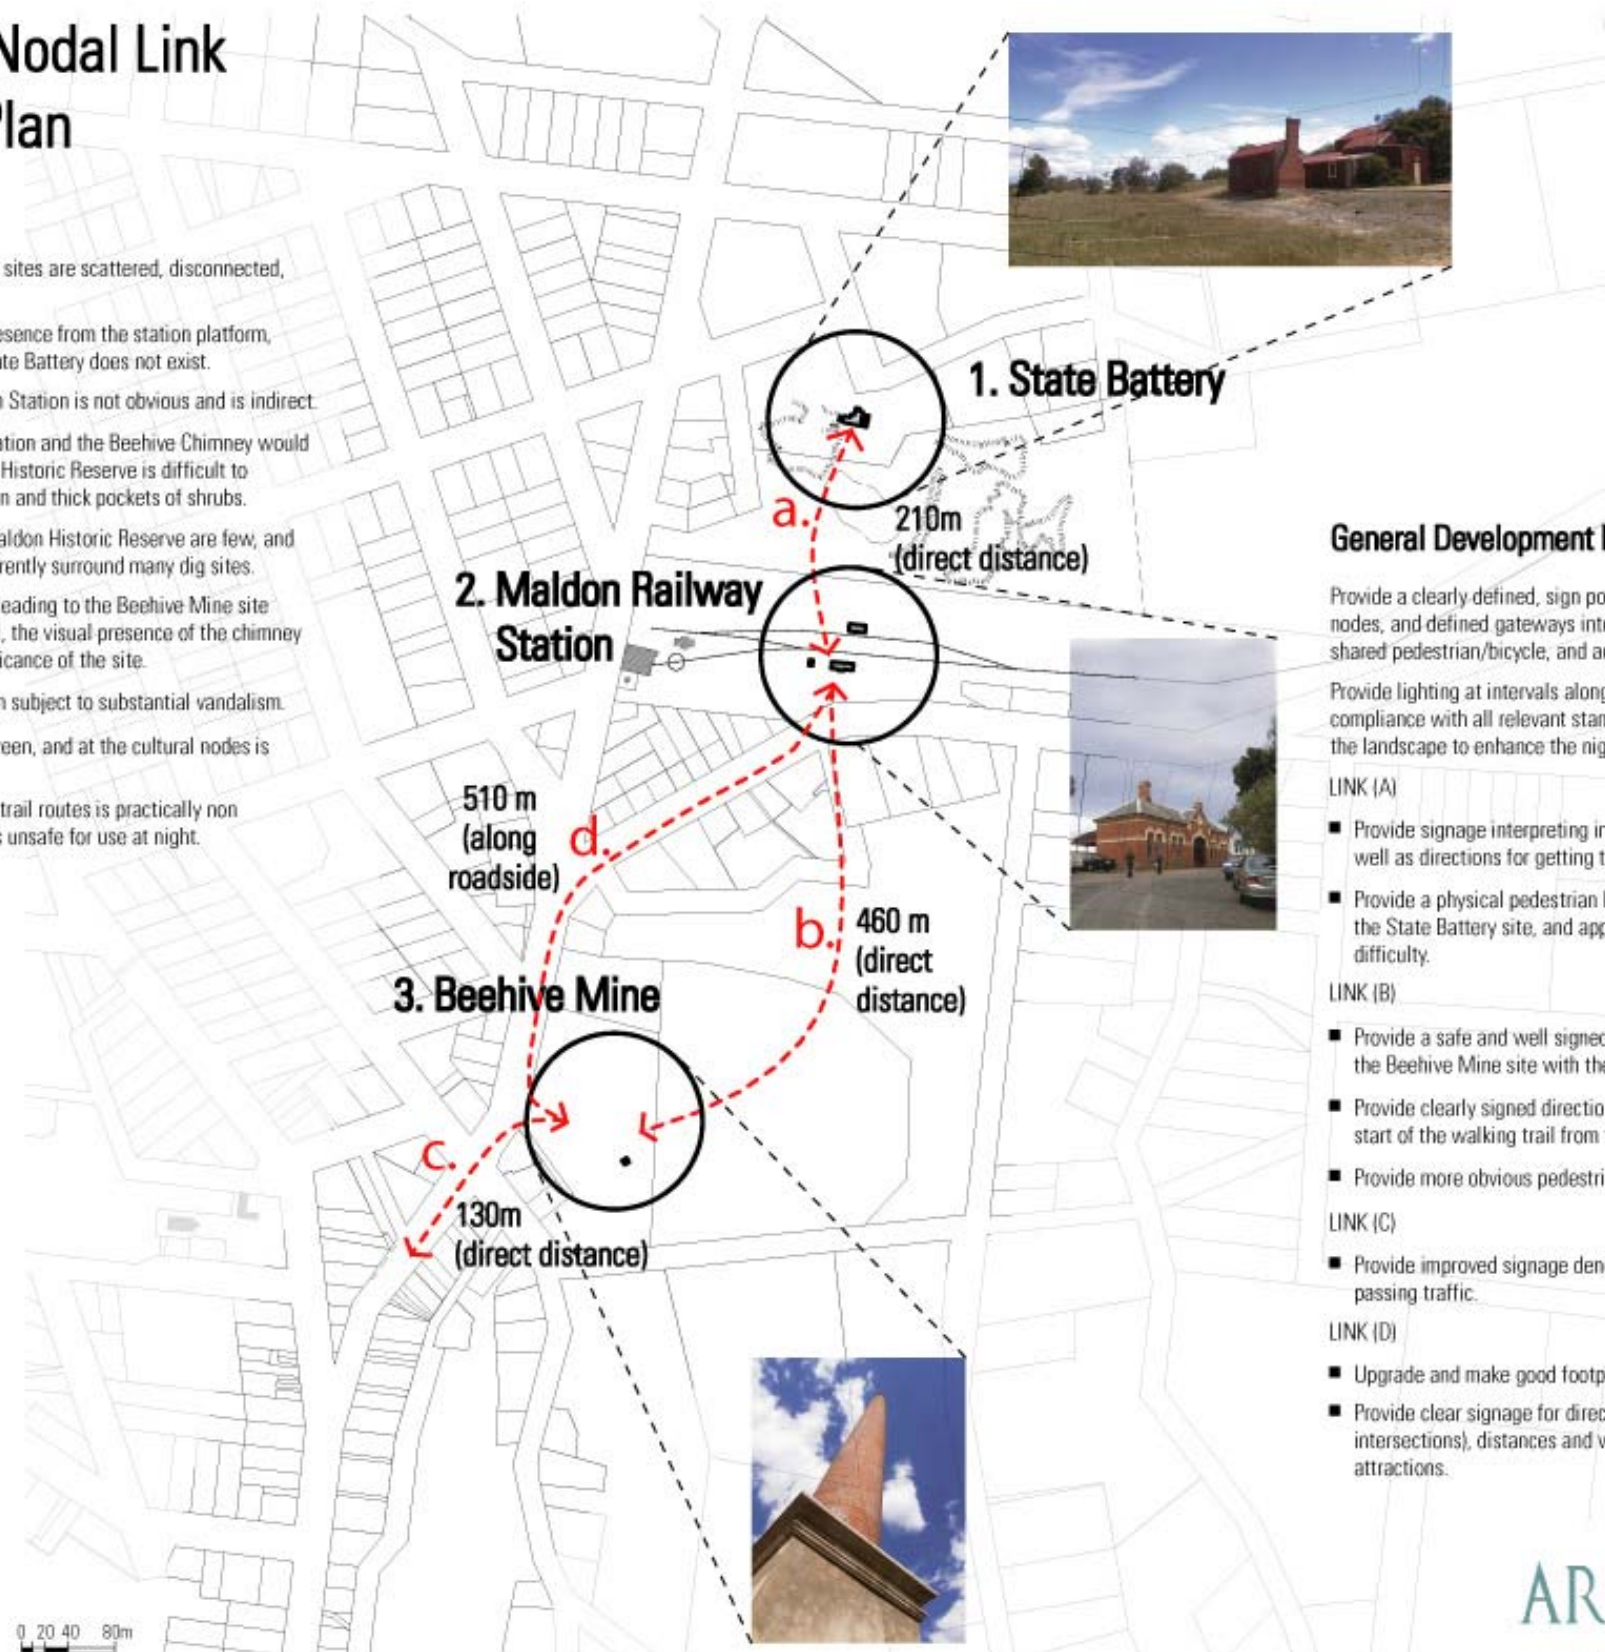 Nodal Link
Plan
sites are scattered, disconnected,
esence from the station platform,
ate Battery does not exist.
n Station is not obvious and is indirect.
ation and the Beehive Chimney would
Historic Reserve is difficult to
n and thick pockets of shrubs.
aldon Historic Reserve are few, and
rently surround many dig sites.
eading to the Beehive Mine site
, the visual presence of the chimney
icance of the site.
n subject to substantial vandalism.
een, and at the cultural nodes is
trail routes is practically non
s unsafe for use at night.
1. State Battery
a.
210m
(direct distance)
2. Maldon Railway
Station
510 m
(along
roadside)
d.
b.
460 m
(direct
distance)
3. Beehive Mine
c.
130m
(direct distance)
0 20 40 80m
General Development
Provide a clearly defined, sign po
nodes, and defined gateways int
shared pedestrian/bicycle, and a
Provide lighting at intervals along
compliance with all relevant stan
the landscape to enhance the nig
LINK (A)
■ Provide signage interpreting in
well as directions for getting t
■ Provide a physical pedestrian l
the State Battery site, and app
difficulty.
LINK (B)
■ Provide a safe and well signed
the Beehive Mine site with the
■ Provide clearly signed directio
start of the walking trail from
■ Provide more obvious pedestri
LINK (C)
■ Provide improved signage den
passing traffic.
LINK (D)
■ Upgrade and make good footp
■ Provide clear signage for direc
intersections), distances and v
attractions.
AR